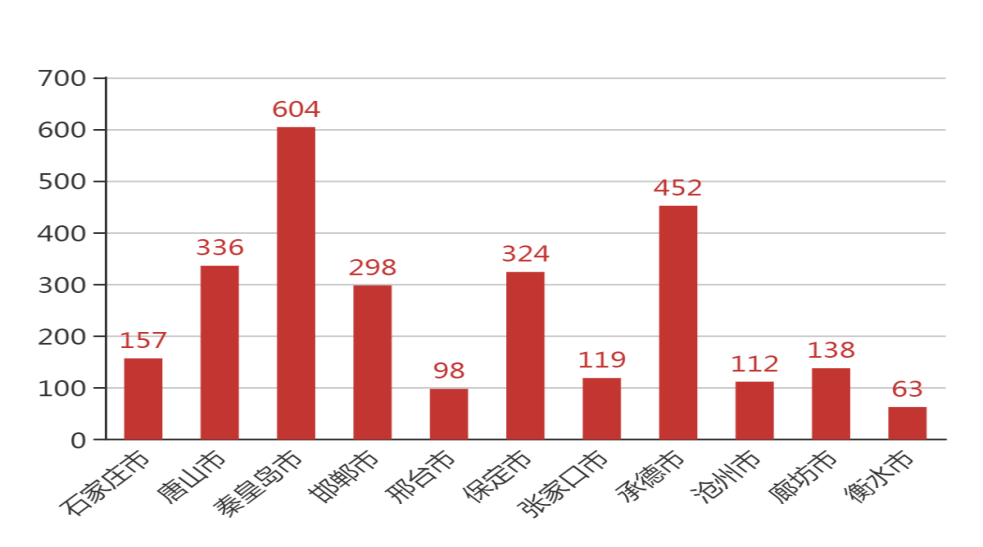 700
600
500
400
300
200
100
0
157
336
604
298
98
324
119
452
112
138
63
石家庄市
唐山市
秦皇岛市
邯郸市
邢台市
保定市
张家口市
承德市
沧州市
廊坊市
衡水市